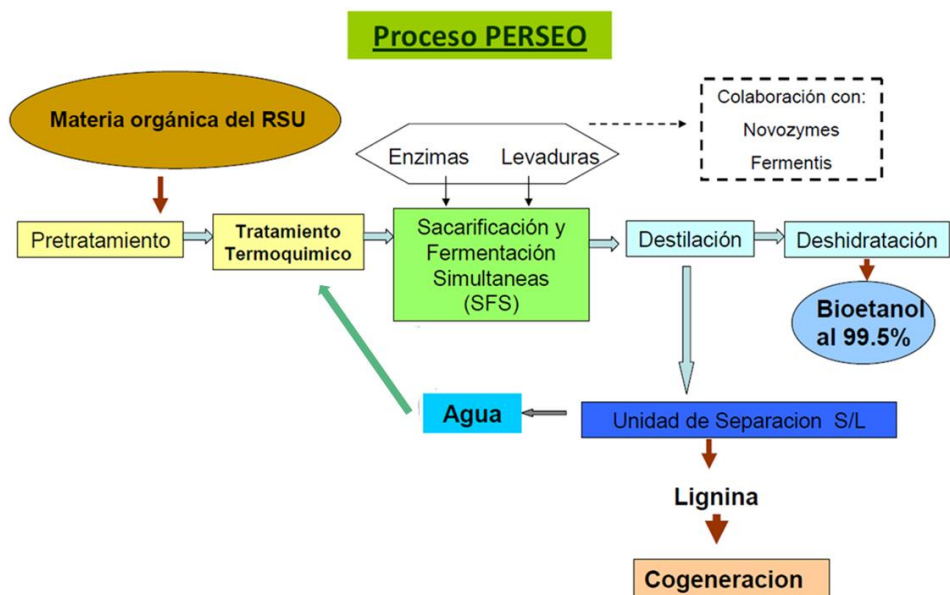 Proceso PERSEO
Materia orgánica del RSU
Colaboración con:
Novozymes
Fermentis
Enzimas
Levaduras
Pretratamiento
Tratamiento
Termoquimico
Sacarificación y
Fermentación
Simultaneas
(SFS)
Destilación
Deshidratación
Bioetanol
al 99.5%
Agua
Unidad de Separacion S/L
Lignina
Cogeneracion